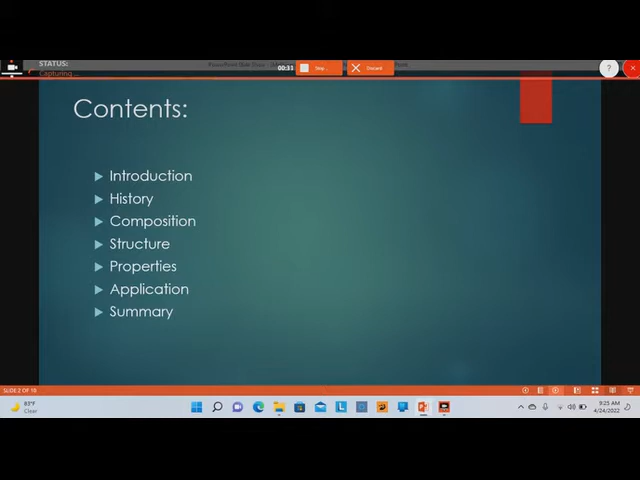 STATUS:
Capturing ...
00:33
Stop...
Discard
?
Contents:
Introduction
History
Composition
Structure
Properties
Application
Summary
SLIDE 2 OF 18
83°F
Clear
9:25 AM
4/24/2022